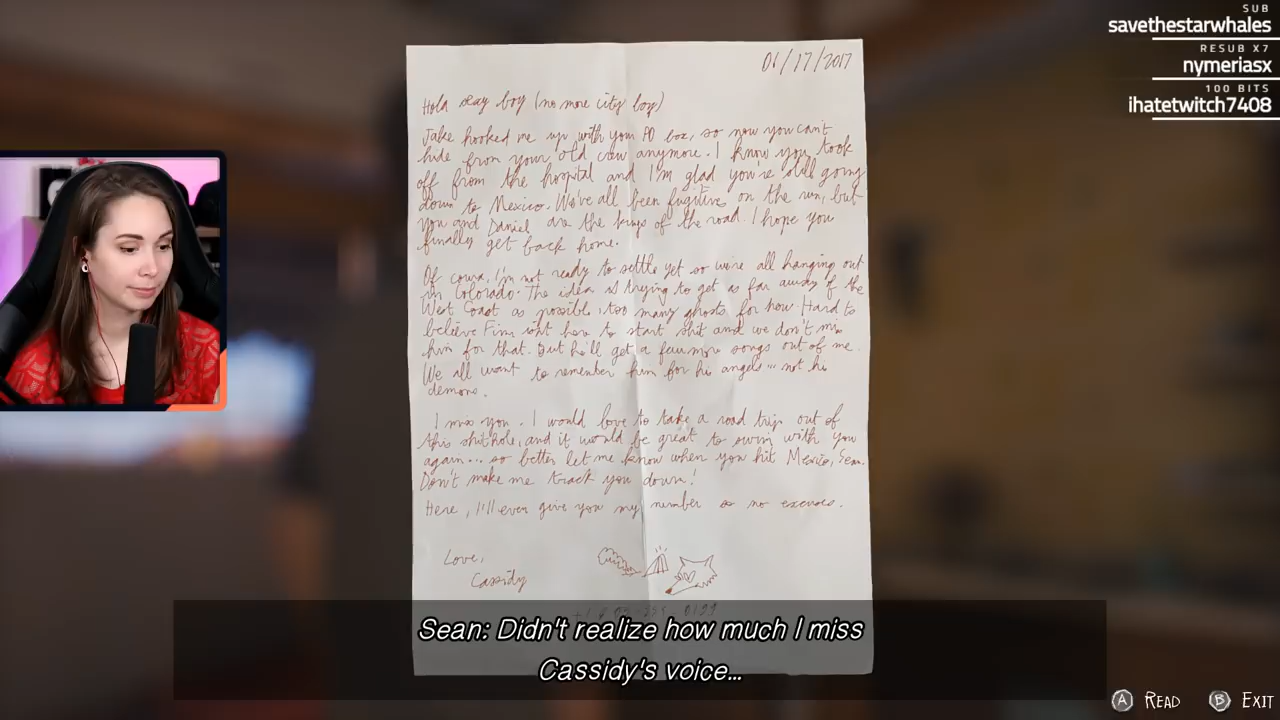 SUB
savethestarwhales
RESUB X7
nymeriasx
100 BITS
ihatetwitch7408
06/17/2017
Hola sexy boy (no more city boy)
Jake hooked me up with your PO box, so now you can't
hide from your old crew anymore. I know you took
off from the hospital and I'm glad you're still going
down to Mexico. We've all been fugitives on the run, but
you and Daniel are the kings of the road. I hope you
finally get back home.
Of course, I'm not ready to settle yet so we're all hanging out
in Colorado. The idea is trying to get as far away of the
West Coast as possible, too many ghosts for now. Hard to
believe Finn isn't here to start shit and we don't miss
him for that. But he'll get a few more songs out of me.
We all want to remember him for his angels... not his
demons.
I miss you. I would love to take a road trip out of
this shithole, and it would be great to swim with you
again... so better let me know when you hit Mexico, Sean.
Don't make me track you down!
Here, I'll ever give you my number so no excuses.
Love,
Cassidy
Sean: Didn't realize how much I miss
Cassidy's voice...
A READ B EXIT